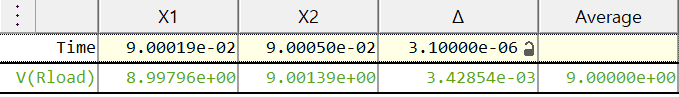 X1 X2 Δ Average
Time 9.00019e-02 9.00050e-02 3.10000e-06
V(Rload) 8.99796e+00 9.00139e+00 3.42854e-03 9.00000e+00